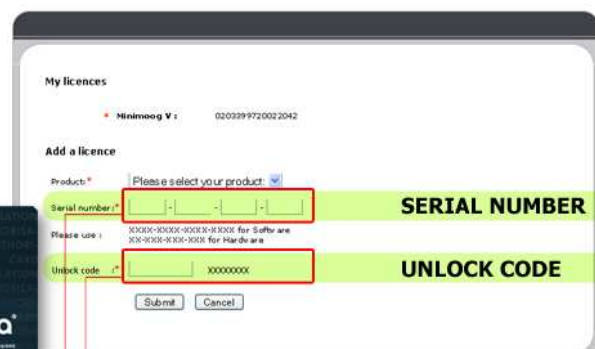 My licences
* Minimoog V : 0203399720022042
Add a licence
Product:* Please select your product:
Serial number:* - - -
SERIAL NUMBER
Please use : XXXX-XXXX-XXXX-XXXX for Software
XX-XXX-XXX-XXX for Hardware
Unlock code :* XXXXXXXX
UNLOCK CODE
Submit Cancel